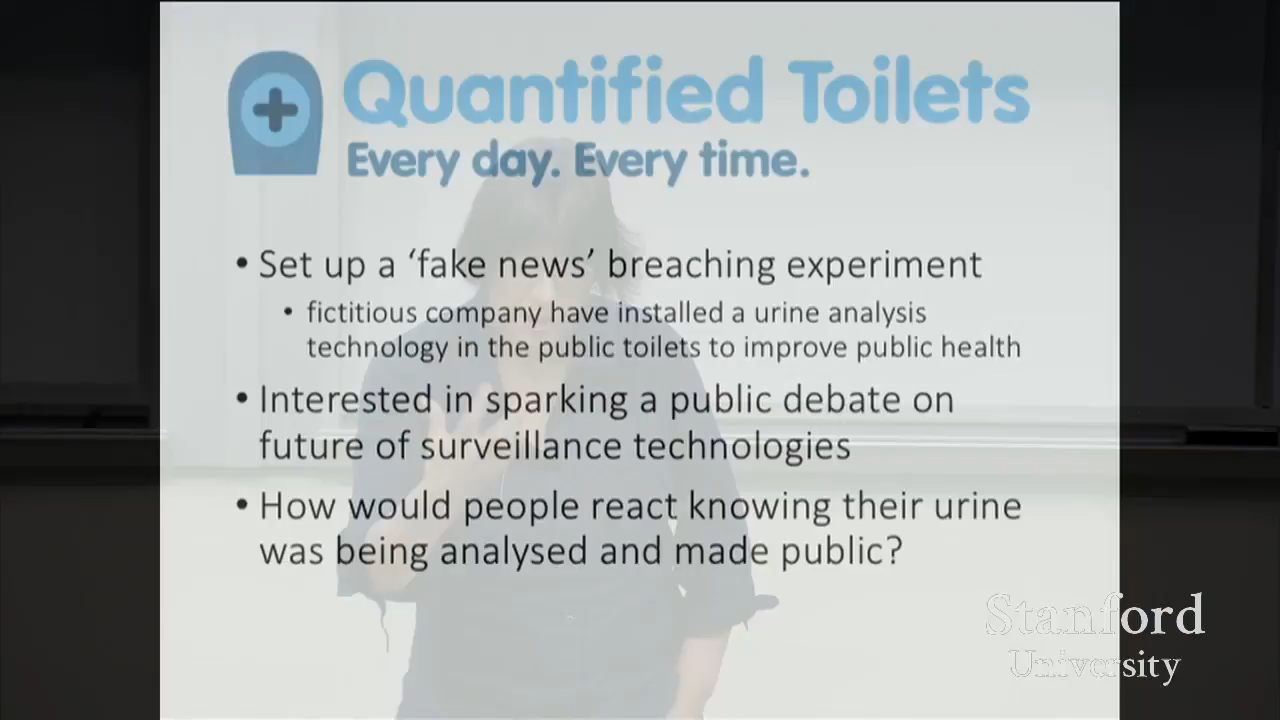 Quantified Toilets
Every day. Every time.
• Set up a ‘fake news’ breaching experiment
• fictitious company have installed a urine analysis
technology in the public toilets to improve public health
• Interested in sparking a public debate on
future of surveillance technologies
• How would people react knowing their urine
was being analysed and made public?
Stanford
University